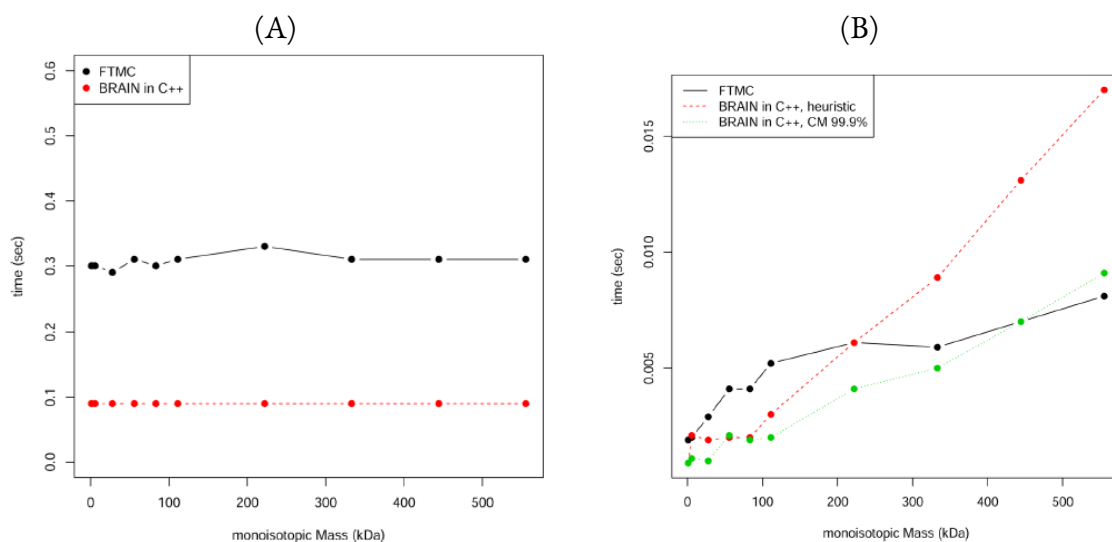 (A)
FTMC
BRAIN in C++
time (sec)
0.6
0.5
0.4
0.3
0.2
0.1
0.0
0 100 200 300 400 500
monoisotopic Mass (kDa)
(B)
FTMC
BRAIN in C++, heuristic
BRAIN in C++, CM 99.9%
time (sec)
0.015
0.010
0.005
0 100 200 300 400 500
monoisotopic Mass (kDa)